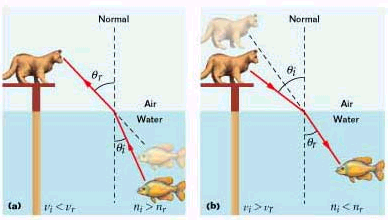 Normal
θr
Air
Water
θi
(a) vi < vr ni > nr
Normal
θi
Air
Water
θr
(b) vi > vr ni < nr